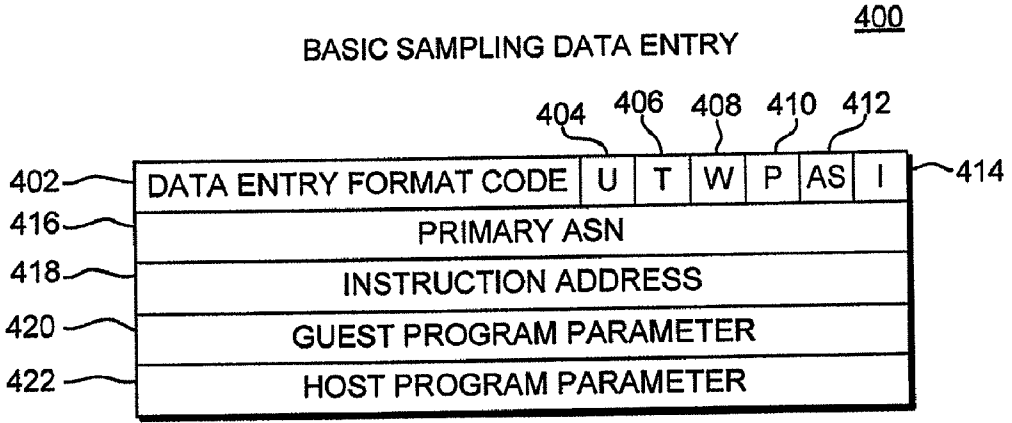 400
BASIC SAMPLING DATA ENTRY
404 406 408 410 412
402 DATA ENTRY FORMAT CODE U T W P AS I 414
416 PRIMARY ASN
418 INSTRUCTION ADDRESS
420 GUEST PROGRAM PARAMETER
422 HOST PROGRAM PARAMETER